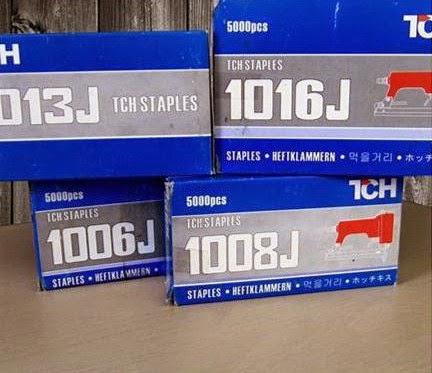 H
013J TCH STAPLES
5000pcs
TCH
TCH STAPLES
1016J
STAPLES • HEFTKLAMMERN • 먹을거리 • ホッチ
5000pcs
TCH STAPLES
1006J
STAPLES • HEFTKLAMMERN •
5000pcs
TCH
TCH STAPLES
1008J
STAPLES • HEFTKLAMMERN • 먹을거리 • ホッチキス